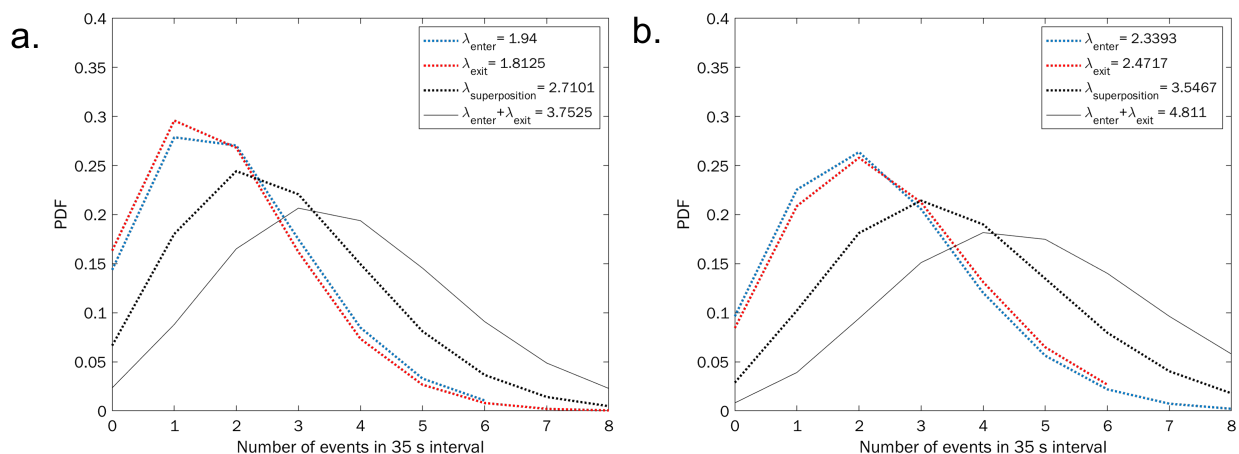 a.
0.4
0.35
0.3
0.25
0.2
0.15
0.1
0.05
0
PDF
0 1 2 3 4 5 6 7 8
Number of events in 35 s interval
λenter = 1.94
λexit = 1.8125
λsuperposition = 2.7101
λenter+λexit = 3.7525
b.
0.4
0.35
0.3
0.25
0.2
0.15
0.1
0.05
0
PDF
0 1 2 3 4 5 6 7 8
Number of events in 35 s interval
λenter = 2.3393
λexit = 2.4717
λsuperposition = 3.5467
λenter+λexit = 4.811